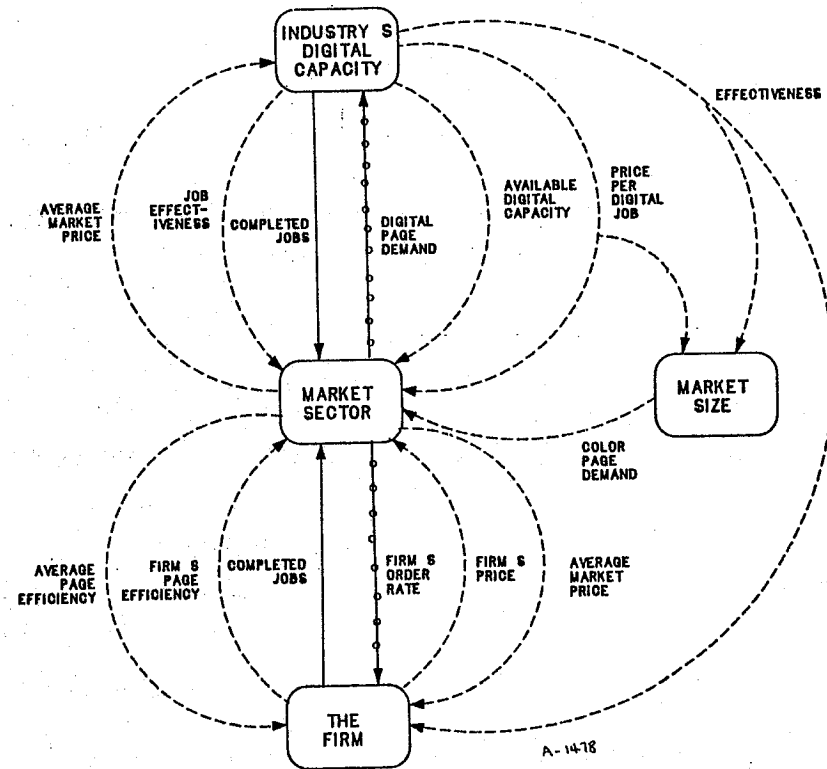 INDUSTRY S
DIGITAL
CAPACITY
EFFECTIVENESS
JOB
EFFECT-
IVENESS
AVERAGE
MARKET
PRICE
COMPLETED
JOBS
DIGITAL
PAGE
DEMAND
AVAILABLE
DIGITAL
CAPACITY
PRICE
PER
DIGITAL
JOB
MARKET
SECTOR
MARKET
SIZE
COLOR
PAGE
DEMAND
AVERAGE
PAGE
EFFICIENCY
FIRM S
PAGE
EFFICIENCY
COMPLETED
JOBS
FIRM S
ORDER
RATE
FIRM S
PRICE
AVERAGE
MARKET
PRICE
THE
FIRM
A-1478